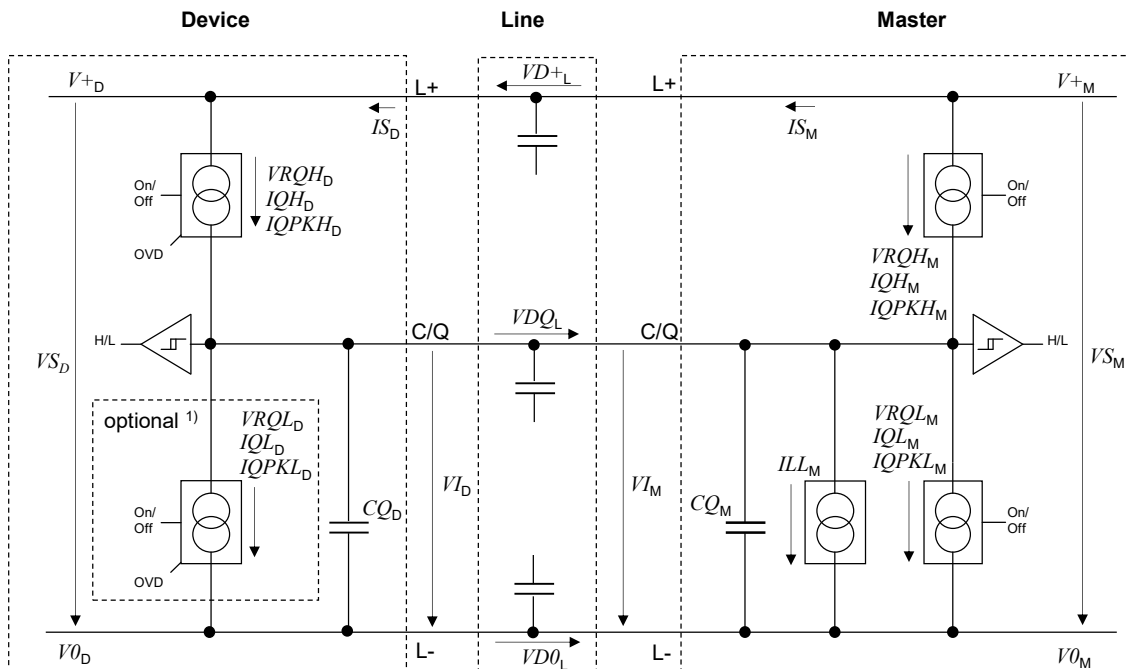 Device
Line
Master
V+D
L+
VD+L
L+
V+M
ISD
ISM
On/
Off
OVD
VRQHD
IQHD
IQPKHD
On/
Off
VRQHM
IQHM
IQPKHM
H/L
C/Q
VDQL
C/Q
H/L
VSD
VSM
optional 1)
VRQLD
IQLD
IQPKLD
On/
Off
OVD
CQD
VID
VIM
CQM
ILLM
VRQLM
IQLM
IQPKLM
On/
Off
V0D
L-
VD0L
L-
V0M